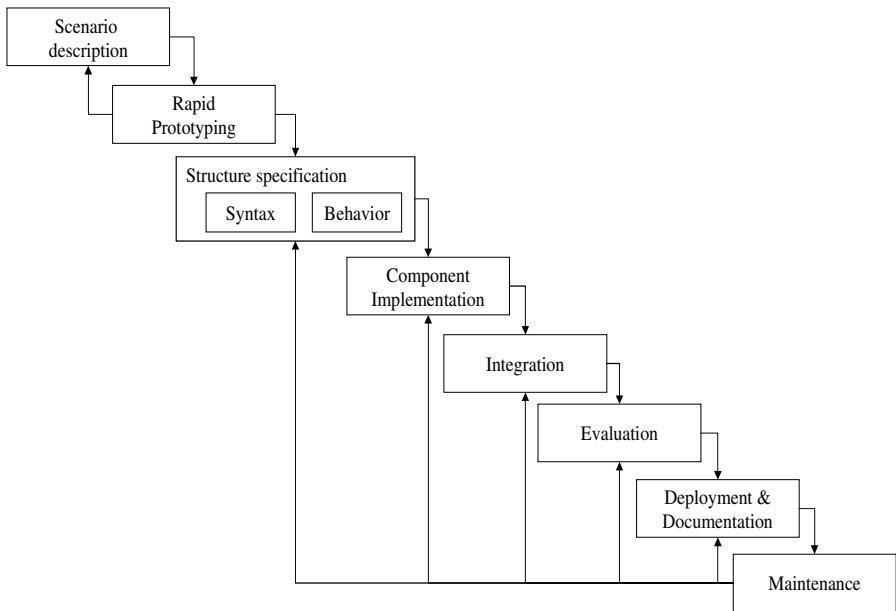 Scenario
description
Rapid
Prototyping
Structure specification
Syntax
Behavior
Component
Implementation
Integration
Evaluation
Deployment &
Documentation
Maintenance